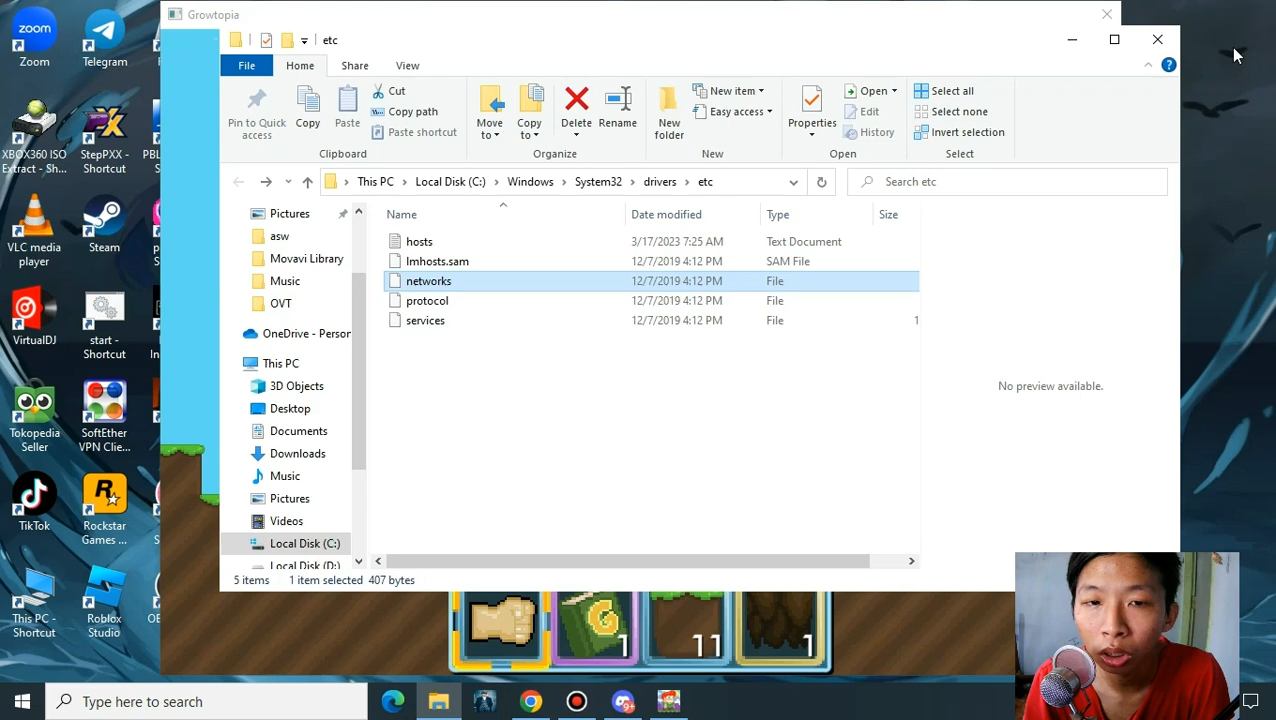 Growtopia
etc
File
Home
Share
View
Pin to Quick access
Copy
Paste
Cut
Copy path
Paste shortcut
Clipboard
Move to
Copy to
Delete
Rename
Organize
New folder
New item
Easy access
New
Properties
Open
Edit
History
Open
Select all
Select none
Invert selection
Select
This PC > Local Disk (C:) > Windows > System32 > drivers > etc
Search etc
Name Date modified Type Size
hosts 3/17/2023 7:25 AM Text Document
lmhosts.sam 12/7/2019 4:12 PM SAM File
networks 12/7/2019 4:12 PM File
protocol 12/7/2019 4:12 PM File
services 12/7/2019 4:12 PM File 1
No preview available.
Pictures
asw
Movavi Library
Music
OVT
OneDrive - Person
This PC
3D Objects
Desktop
Documents
Downloads
Music
Pictures
Videos
Local Disk (C:)
Local Disk (D:)
5 items 1 item selected 407 bytes
Zoom
Telegram
XBOX360 ISO
Extract - Sh...
StepPXX -
Shortcut
VLC media
player
Steam
VirtualDJ
start -
Shortcut
Tokopedia
Seller
SoftEther
VPN Clie...
TikTok
Rockstar
Games ...
This PC -
Shortcut
Roblox
Studio
zoom
PBL
1
11
1
Type here to search